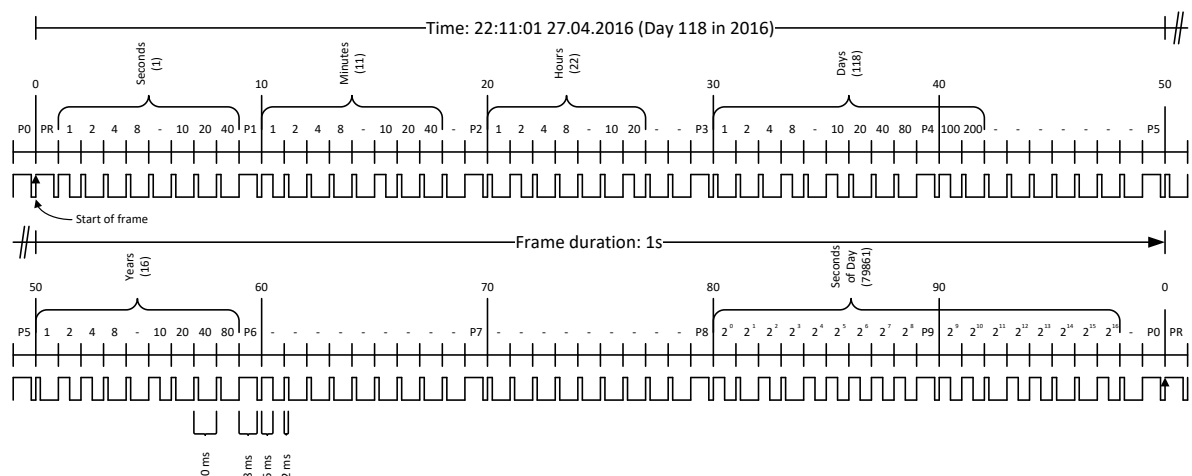 Time: 22:11:01 27.04.2016 (Day 118 in 2016)
Seconds
(1)
Minutes
(11)
Hours
(22)
Days
(118)
0 10 20 30 40 50
P0 PR 1 2 4 8 - 10 20 40 P1 1 2 4 8 - 10 20 40 - P2 1 2 4 8 - 10 20 - - P3 1 2 4 8 - 10 20 40 80 P4 100 200 - - - - - - - P5
Start of frame
Frame duration: 1s
Years
(16)
Seconds
of Day
(79861)
50 60 70 80 90 0
P5 1 2 4 8 - 10 20 40 80 P6 - - - - - - - - - P7 - - - - - - - - - P8 2⁰ 2¹ 2² 2³ 2⁴ 2⁵ 2⁶ 2⁷ 2⁸ P9 2⁹ 2¹⁰ 2¹¹ 2¹² 2¹³ 2¹⁴ 2¹⁵ 2¹⁶ - P0 PR
ms
ms
ms
ms